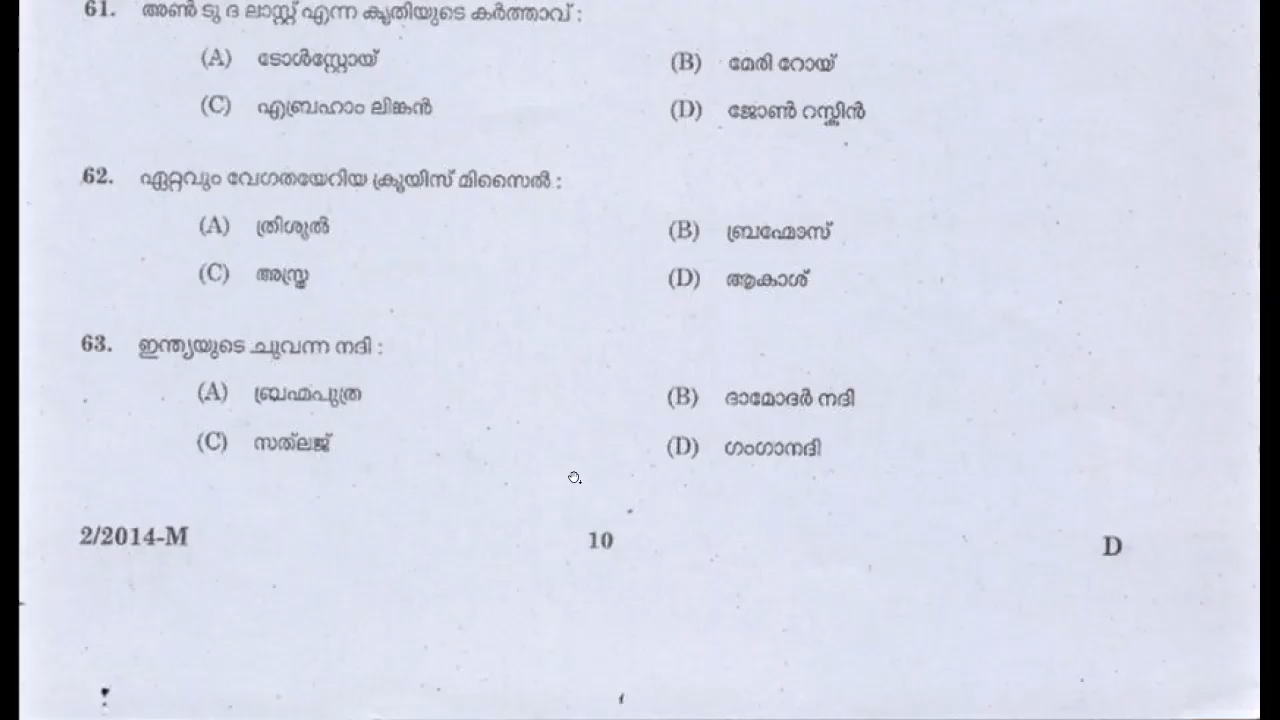 61. അൺ ടു ദ ലാസ്റ്റ് എന്ന കൃതിയുടെ കർത്താവ് :
(A) ടോൾസ്റ്റോയ് (B) മേരി റോയ്
(C) എബ്രഹാം ലിങ്കൻ (D) ജോൺ റസ്കിൻ
62. ഏറ്റവും വേഗതയേറിയ ക്രൂയിസ് മിസൈൽ :
(A) ത്രിശൂൽ (B) ബ്രഹ്മോസ്
(C) അസ്ത്ര (D) ആകാശ്
63. ഇന്ത്യയുടെ ചുവന്ന നദി :
(A) ബ്രഹ്മപുത്ര (B) ദാമോദർ നദി
(C) സത്‌ലജ് (D) ഗംഗാനദി
2/2014-M 10 D